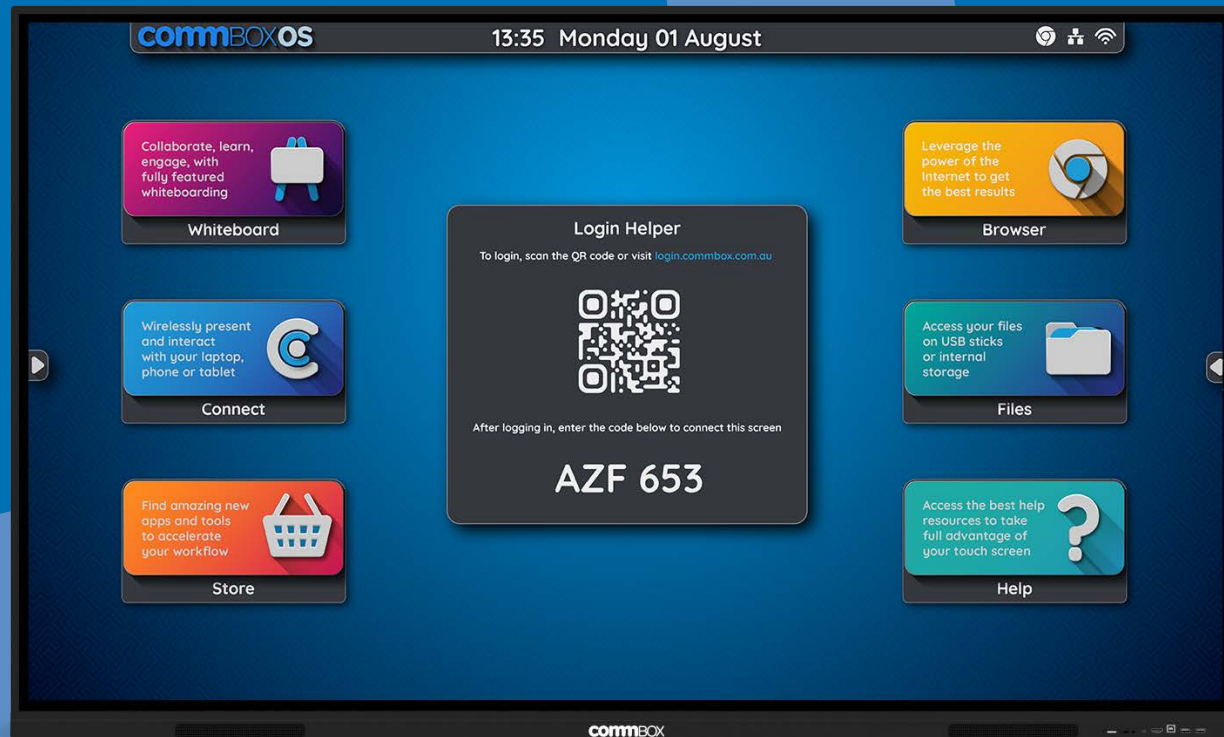 commBOXOS
13:35 Monday 01 August
Collaborate, learn,
engage, with
fully featured
whiteboarding
Whiteboard
Wirelessly present
and interact
with your laptop,
phone or tablet
Connect
Find amazing new
apps and tools
to accelerate
your workflow
Store
Login Helper
To login, scan the QR code or visit login.commbox.com.au
After logging in, enter the code below to connect this screen
AZF 653
Leverage the
power of the
Internet to get
the best results
Browser
Access your files
on USB sticks
or internal
storage
Files
Access the best help
resources to take
full advantage of
your touch screen
Help
commBOX